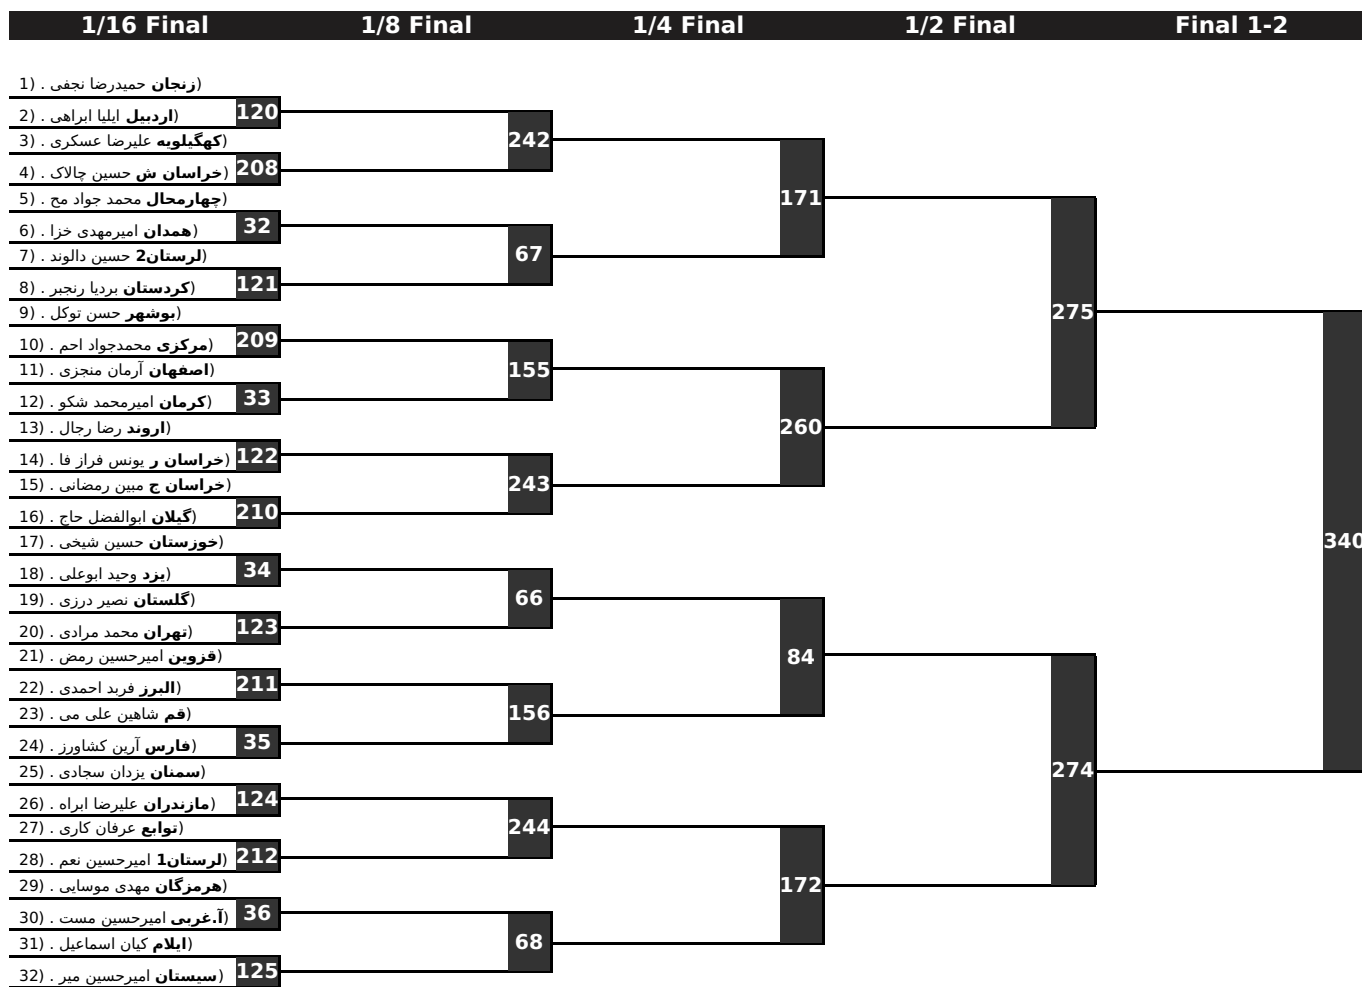 1/16 Final 1/8 Final 1/4 Final 1/2 Final Final 1-2
1) . حمیدرضا نجفی (زنجان)
120
2) . ایلیا ابراهی (اردبیل)
242
3) . علیرضا عسکری (کهگیلویه)
208
4) . حسین چالاک (خراسان ش)
171
5) . محمد جواد مح (چهارمحال)
32
6) . امیرمهدی خزا (همدان)
67
7) . حسین دالوند (لرستان2)
121
8) . بردیا رنجبر (کردستان)
275
9) . حسن توکل (بوشهر)
209
10) . محمدجواد احم (مرکزی)
155
11) . آرمان منجزی (اصفهان)
33
12) . امیرمحمد شکو (کرمان)
260
13) . رضا رجال (اروند)
122
14) . یونس فراز فا (خراسان ر)
243
15) . مبین رمضانی (خراسان ج)
210
16) . ابوالفضل حاج (گیلان)
340
17) . حسین شیخی (خوزستان)
34
18) . وحید ابوعلی (یزد)
66
19) . نصیر درزی (گلستان)
123
20) . محمد مرادی (تهران)
84
21) . امیرحسین رمض (قزوین)
211
22) . فربد احمدی (البرز)
156
23) . شاهین علی می (قم)
35
24) . آرین کشاورز (فارس)
274
25) . یزدان سجادی (سمنان)
124
26) . علیرضا ابراه (مازندران)
244
27) . عرفان کاری (توابع)
212
28) . امیرحسین نعم (لرستان1)
172
29) . مهدی موسایی (هرمزگان)
36
30) . امیرحسین مست (آ.غربی)
68
31) . کیان اسماعیل (ایلام)
125
32) . امیرحسین میر (سیستان)